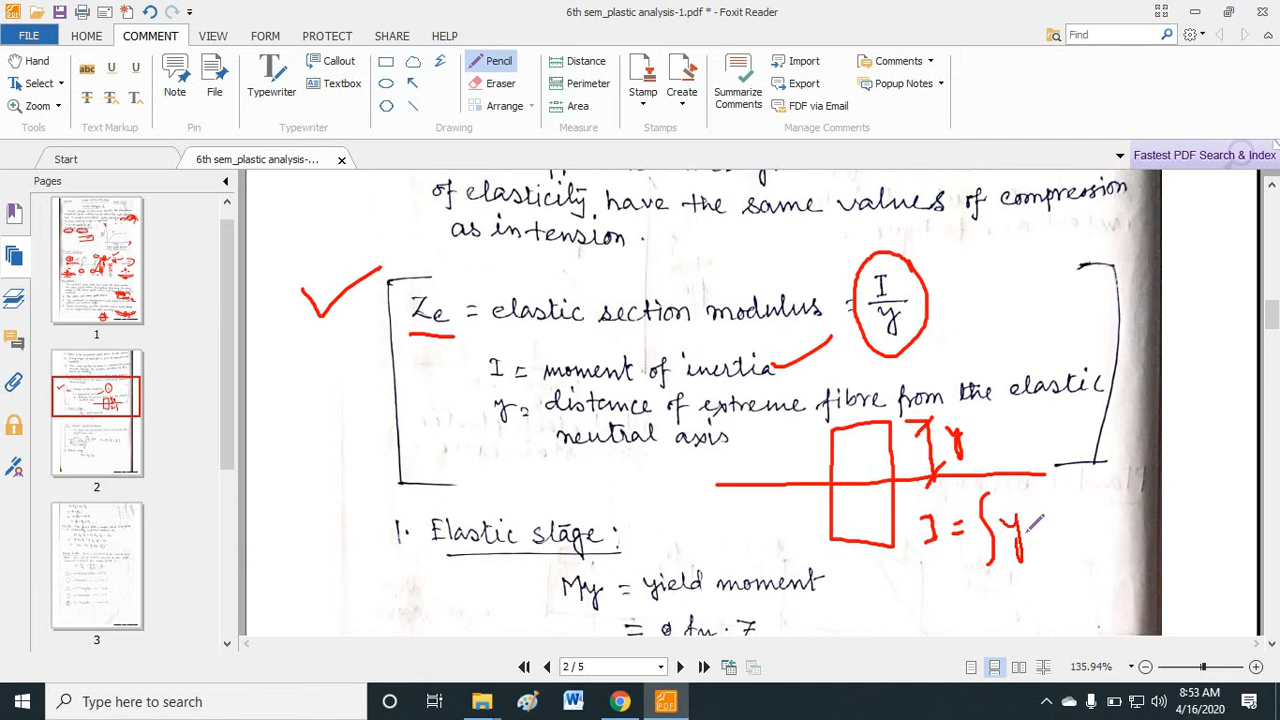 6th sem_plastic analysis-1.pdf * - Foxit Reader
FILE HOME COMMENT VIEW FORM PROTECT SHARE HELP
Find
Hand
Select
Zoom
Tools
abc U U
T T T
Text Markup
Note File
Pin
Typewriter
Callout
Textbox
Typewriter
Pencil
Eraser
Arrange
Drawing
Distance
Perimeter
Area
Measure
Stamp Create
Stamps
Summarize
Comments
Import
Export
FDF via Email
Comments
Popup Notes
Manage Comments
Start
6th sem_plastic analysis-...
Fastest PDF Search & Index
Pages
1
2
3
of elasticity, have the same values of compression
as in tension.
Ze = elastic section modulus = I/y
I = moment of inertia
y = distance of extreme fibre from the elastic
neutral axis
y
I = ∫ y
1. Elastic stage :
My = yield moment
2 / 5
135.94%
Type here to search
8:53 AM
4/16/2020